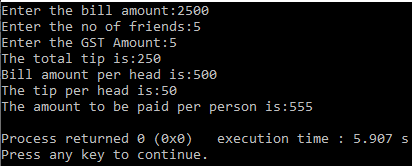 Enter the bill amount:2500
Enter the no of friends:5
Enter the GST Amount:5
The total tip is:250
Bill amount per head is:500
The tip per head is:50
The amount to be paid per person is:555
Process returned 0 (0x0)   execution time : 5.907 s
Press any key to continue.